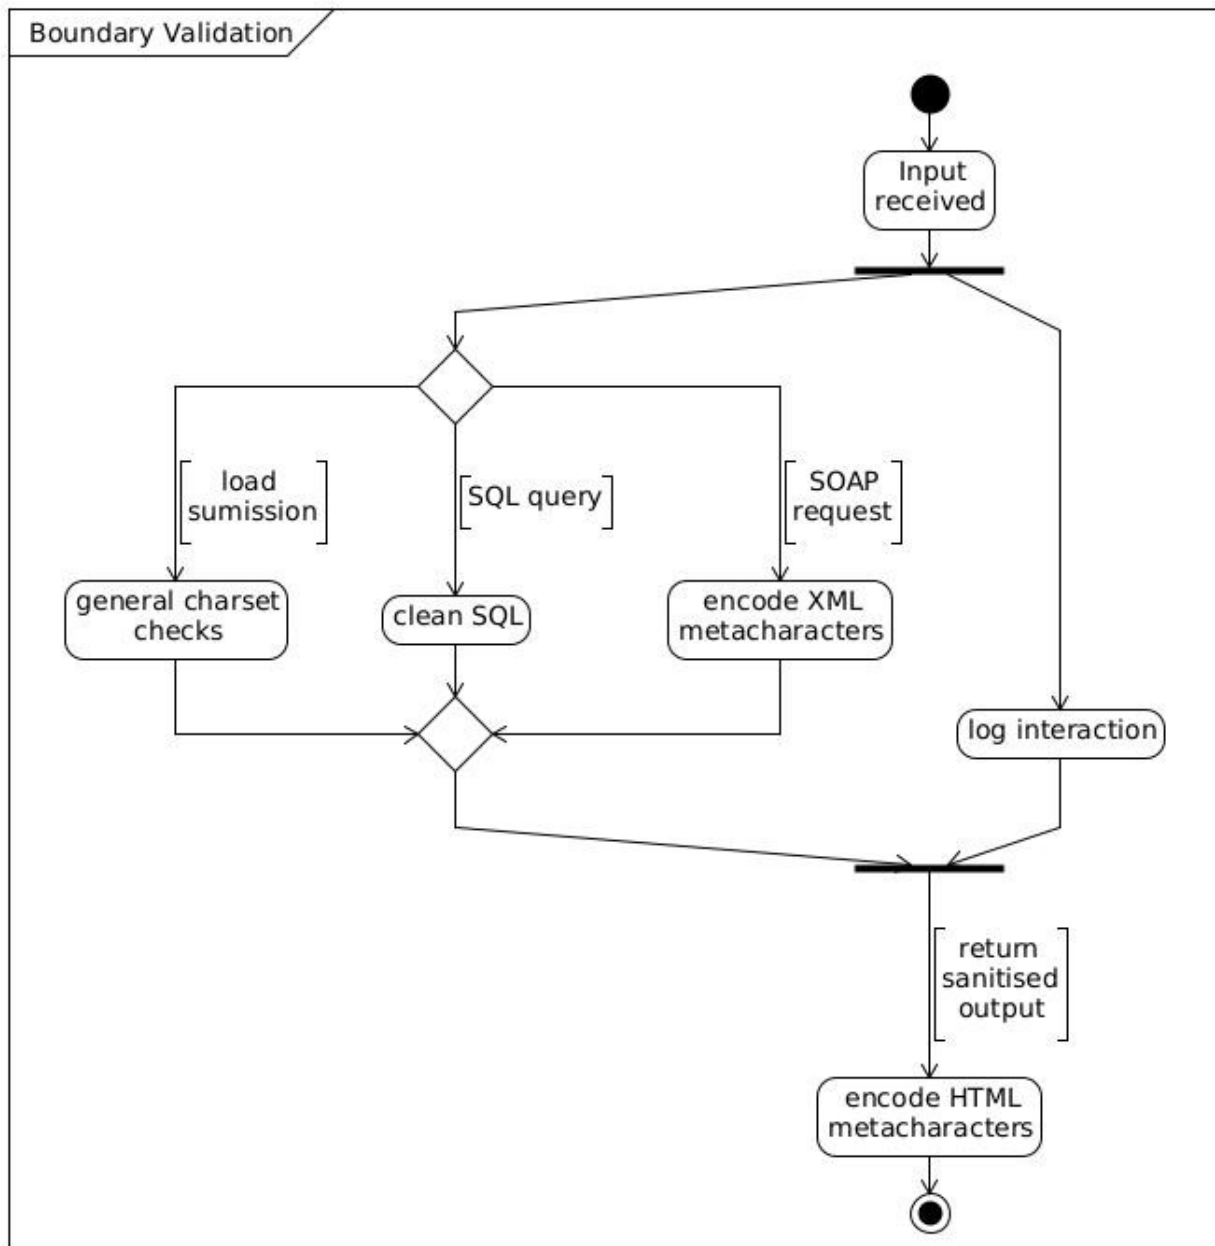 Boundary Validation
Input
received
load
sumission
SQL query
SOAP
request
general charset
checks
clean SQL
encode XML
metacharacters
log interaction
return
sanitised
output
encode HTML
metacharacters